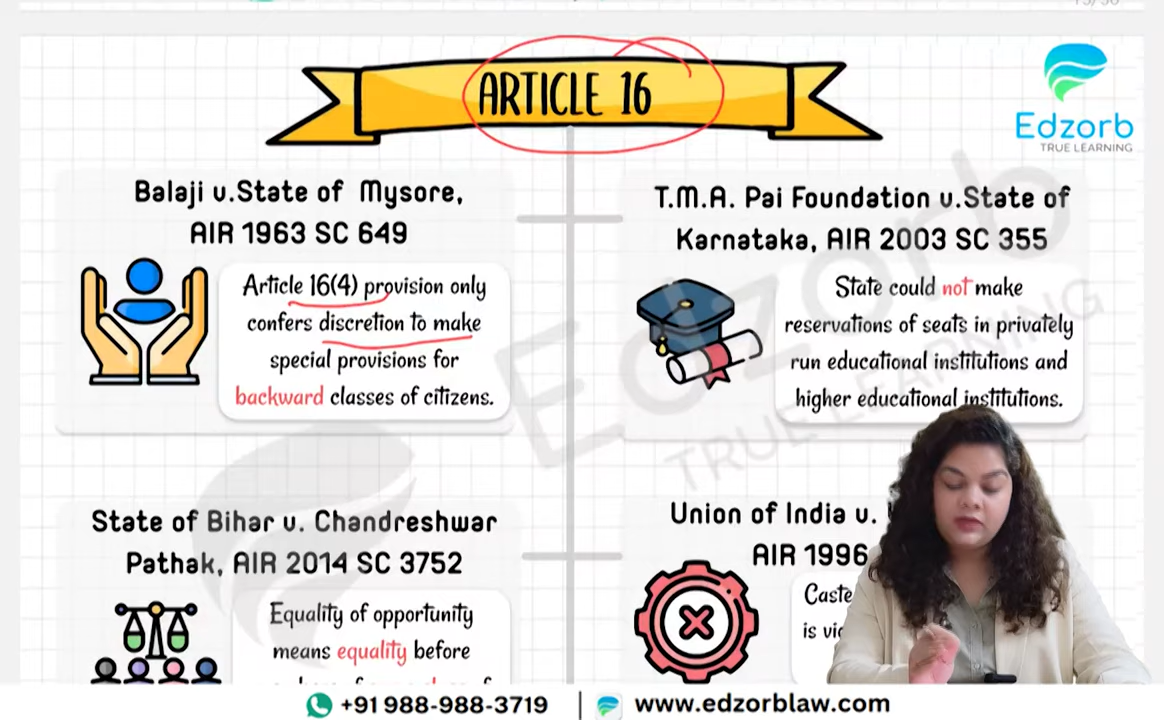 ARTICLE 16
Edzorb
TRUE LEARNING
Balaji v.State of Mysore,
AIR 1963 SC 649
Article 16(4) provision only
confers discretion to make
special provisions for
backward classes of citizens.
T.M.A. Pai Foundation v.State of
Karnataka, AIR 2003 SC 355
State could not make
reservations of seats in privately
run educational institutions and
higher educational institutions.
State of Bihar v. Chandreshwar
Pathak, AIR 2014 SC 3752
Equality of opportunity
means equality before
Union of India v.
AIR 1996
Caste
is
Edzorb
TRUE LEARNING
+91 988-988-3719 | www.edzorblaw.com